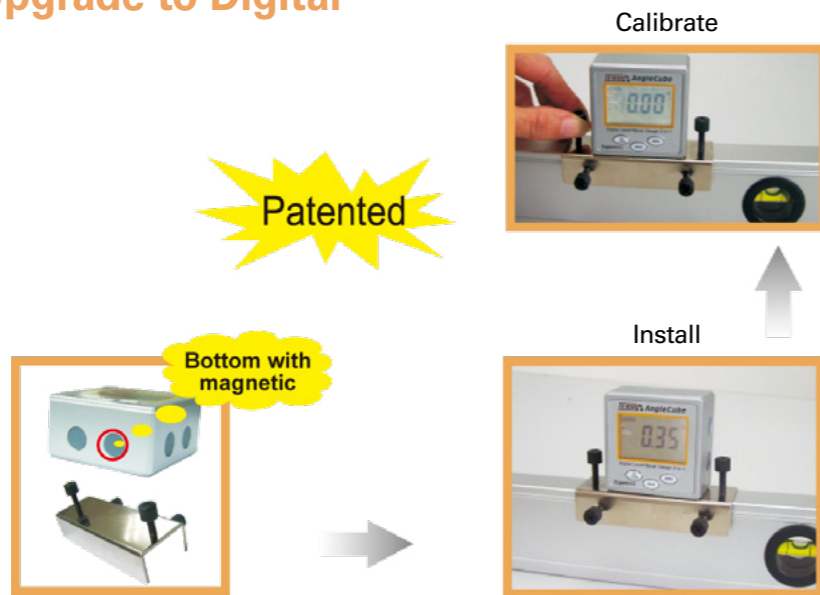 pgrade to Digital
Calibrate
AngleCube
0.00
Patented
Install
Bottom with
magnetic
AngleCube
0.35